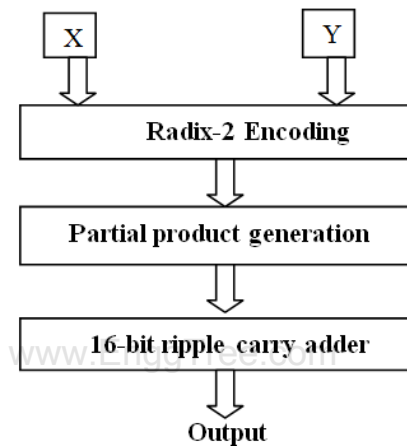 X
Y
Radix-2 Encoding
Partial product generation
16-bit ripple carry adder
www.EnggTree.com
Output